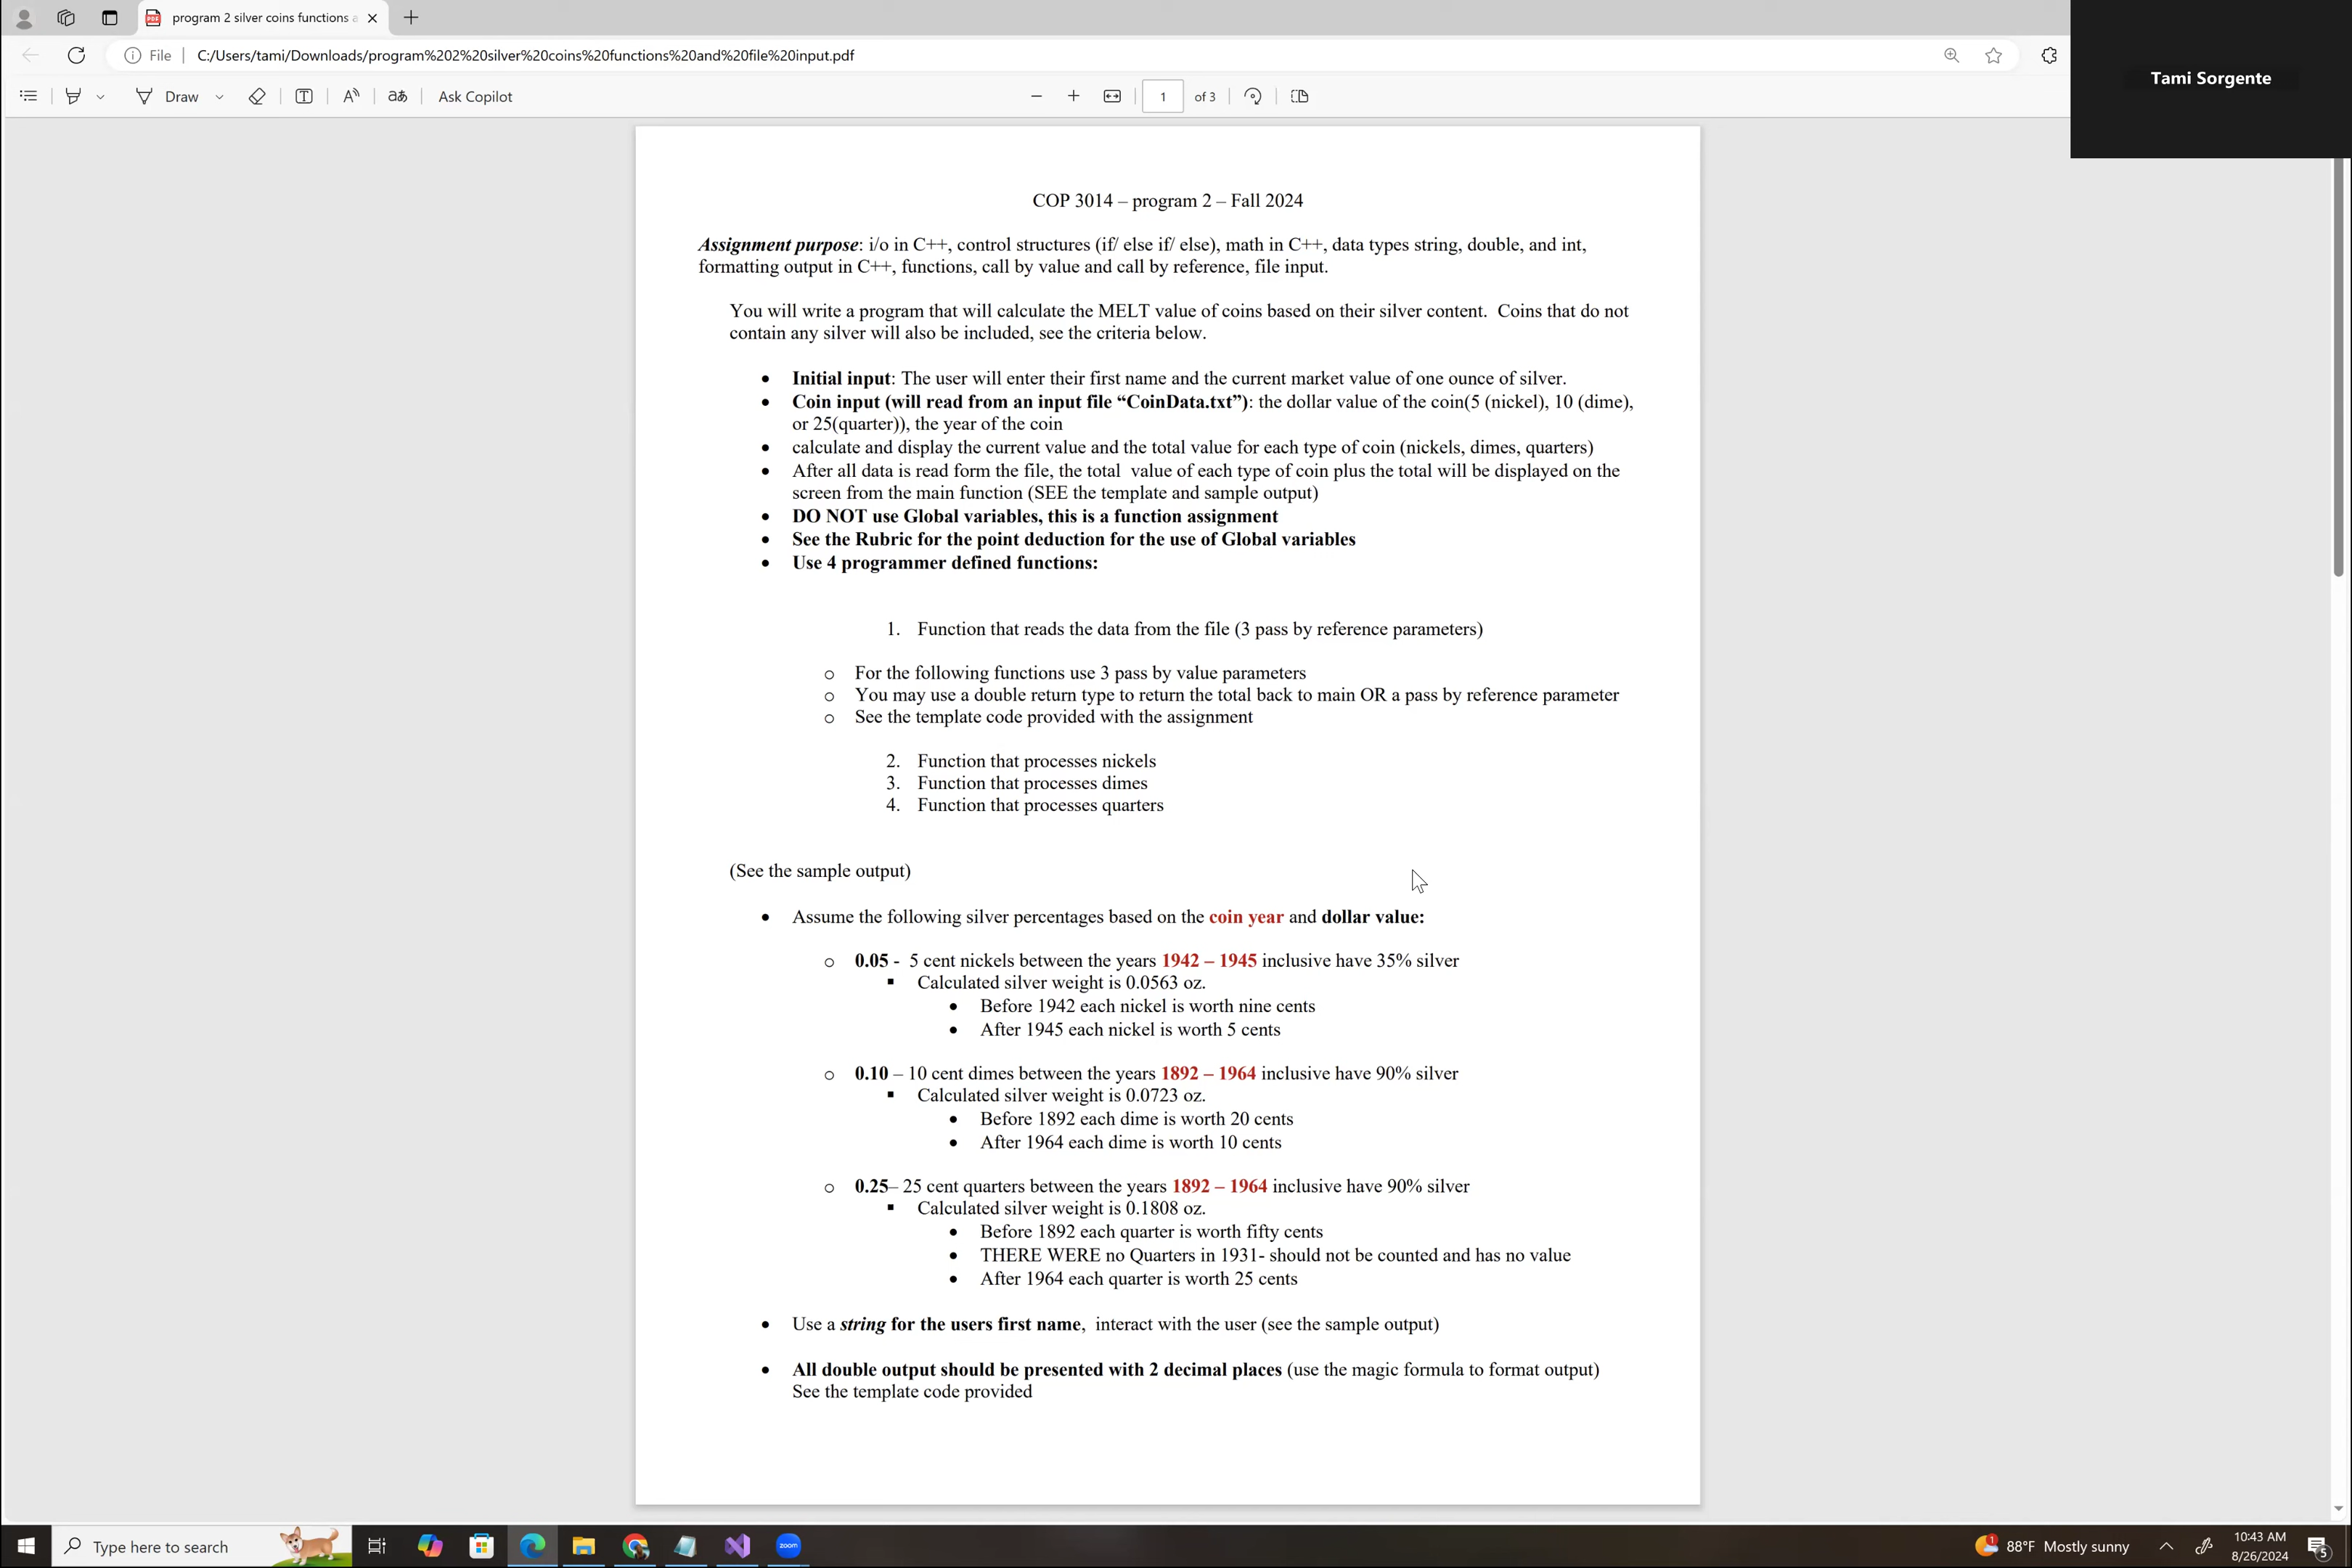 program 2 silver coins functions a
File
C:/Users/tami/Downloads/program%202%20silver%20coins%20functions%20and%20file%20input.pdf
Draw
Ask Copilot
1 of 3
Tami Sorgente
COP 3014 – program 2 – Fall 2024
Assignment purpose: i/o in C++, control structures (if/ else if/ else), math in C++, data types string, double, and int,
formatting output in C++, functions, call by value and call by reference, file input.
You will write a program that will calculate the MELT value of coins based on their silver content. Coins that do not
contain any silver will also be included, see the criteria below.
• Initial input: The user will enter their first name and the current market value of one ounce of silver.
• Coin input (will read from an input file “CoinData.txt”): the dollar value of the coin(5 (nickel), 10 (dime),
or 25(quarter)), the year of the coin
• calculate and display the current value and the total value for each type of coin (nickels, dimes, quarters)
• After all data is read form the file, the total value of each type of coin plus the total will be displayed on the
screen from the main function (SEE the template and sample output)
• DO NOT use Global variables, this is a function assignment
• See the Rubric for the point deduction for the use of Global variables
• Use 4 programmer defined functions:
1. Function that reads the data from the file (3 pass by reference parameters)
o For the following functions use 3 pass by value parameters
o You may use a double return type to return the total back to main OR a pass by reference parameter
o See the template code provided with the assignment
2. Function that processes nickels
3. Function that processes dimes
4. Function that processes quarters
(See the sample output)
• Assume the following silver percentages based on the coin year and dollar value:
o 0.05 - 5 cent nickels between the years 1942 – 1945 inclusive have 35% silver
▪ Calculated silver weight is 0.0563 oz.
• Before 1942 each nickel is worth nine cents
• After 1945 each nickel is worth 5 cents
o 0.10 – 10 cent dimes between the years 1892 – 1964 inclusive have 90% silver
▪ Calculated silver weight is 0.0723 oz.
• Before 1892 each dime is worth 20 cents
• After 1964 each dime is worth 10 cents
o 0.25– 25 cent quarters between the years 1892 – 1964 inclusive have 90% silver
▪ Calculated silver weight is 0.1808 oz.
• Before 1892 each quarter is worth fifty cents
• THERE WERE no Quarters in 1931- should not be counted and has no value
• After 1964 each quarter is worth 25 cents
• Use a string for the users first name, interact with the user (see the sample output)
• All double output should be presented with 2 decimal places (use the magic formula to format output)
See the template code provided
Type here to search
zoom
88°F Mostly sunny
10:43 AM
8/26/2024